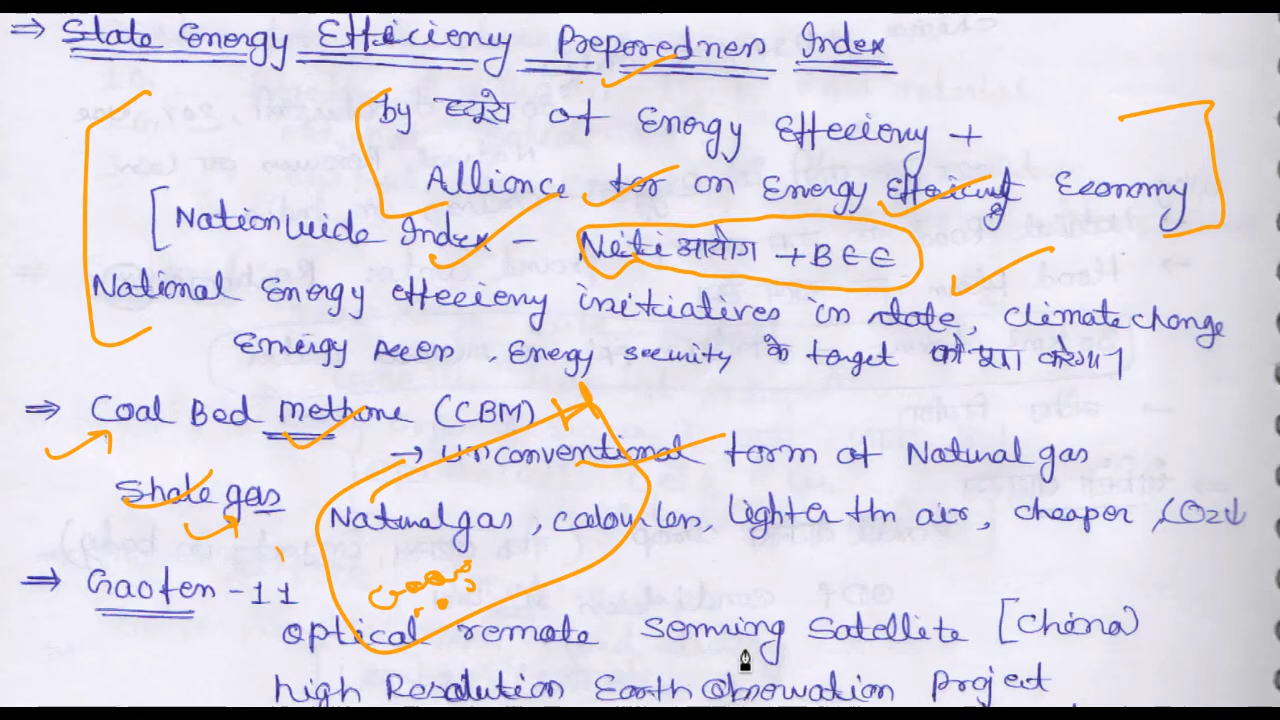 ⇒ State Energy Efficiency Preparedness Index
by ब्यूरो of Energy Efficiency +
Alliance for an Energy Efficient Economy
[Nationwide Index - Niti आयोग + BEE
National Energy efficiency initiatives in state, climate change
Energy Access, Energy security के target को प्राप्त करना।
⇒ Coal Bed Methane (CBM)
→ unconventional form of Natural gas
Shale gas
Natural gas, colourless, lighter thn air, cheaper, CO2↓
⇒ Gaofen - 11
optical remote sensing Satellite [China)
high Resolution Earth observation Project